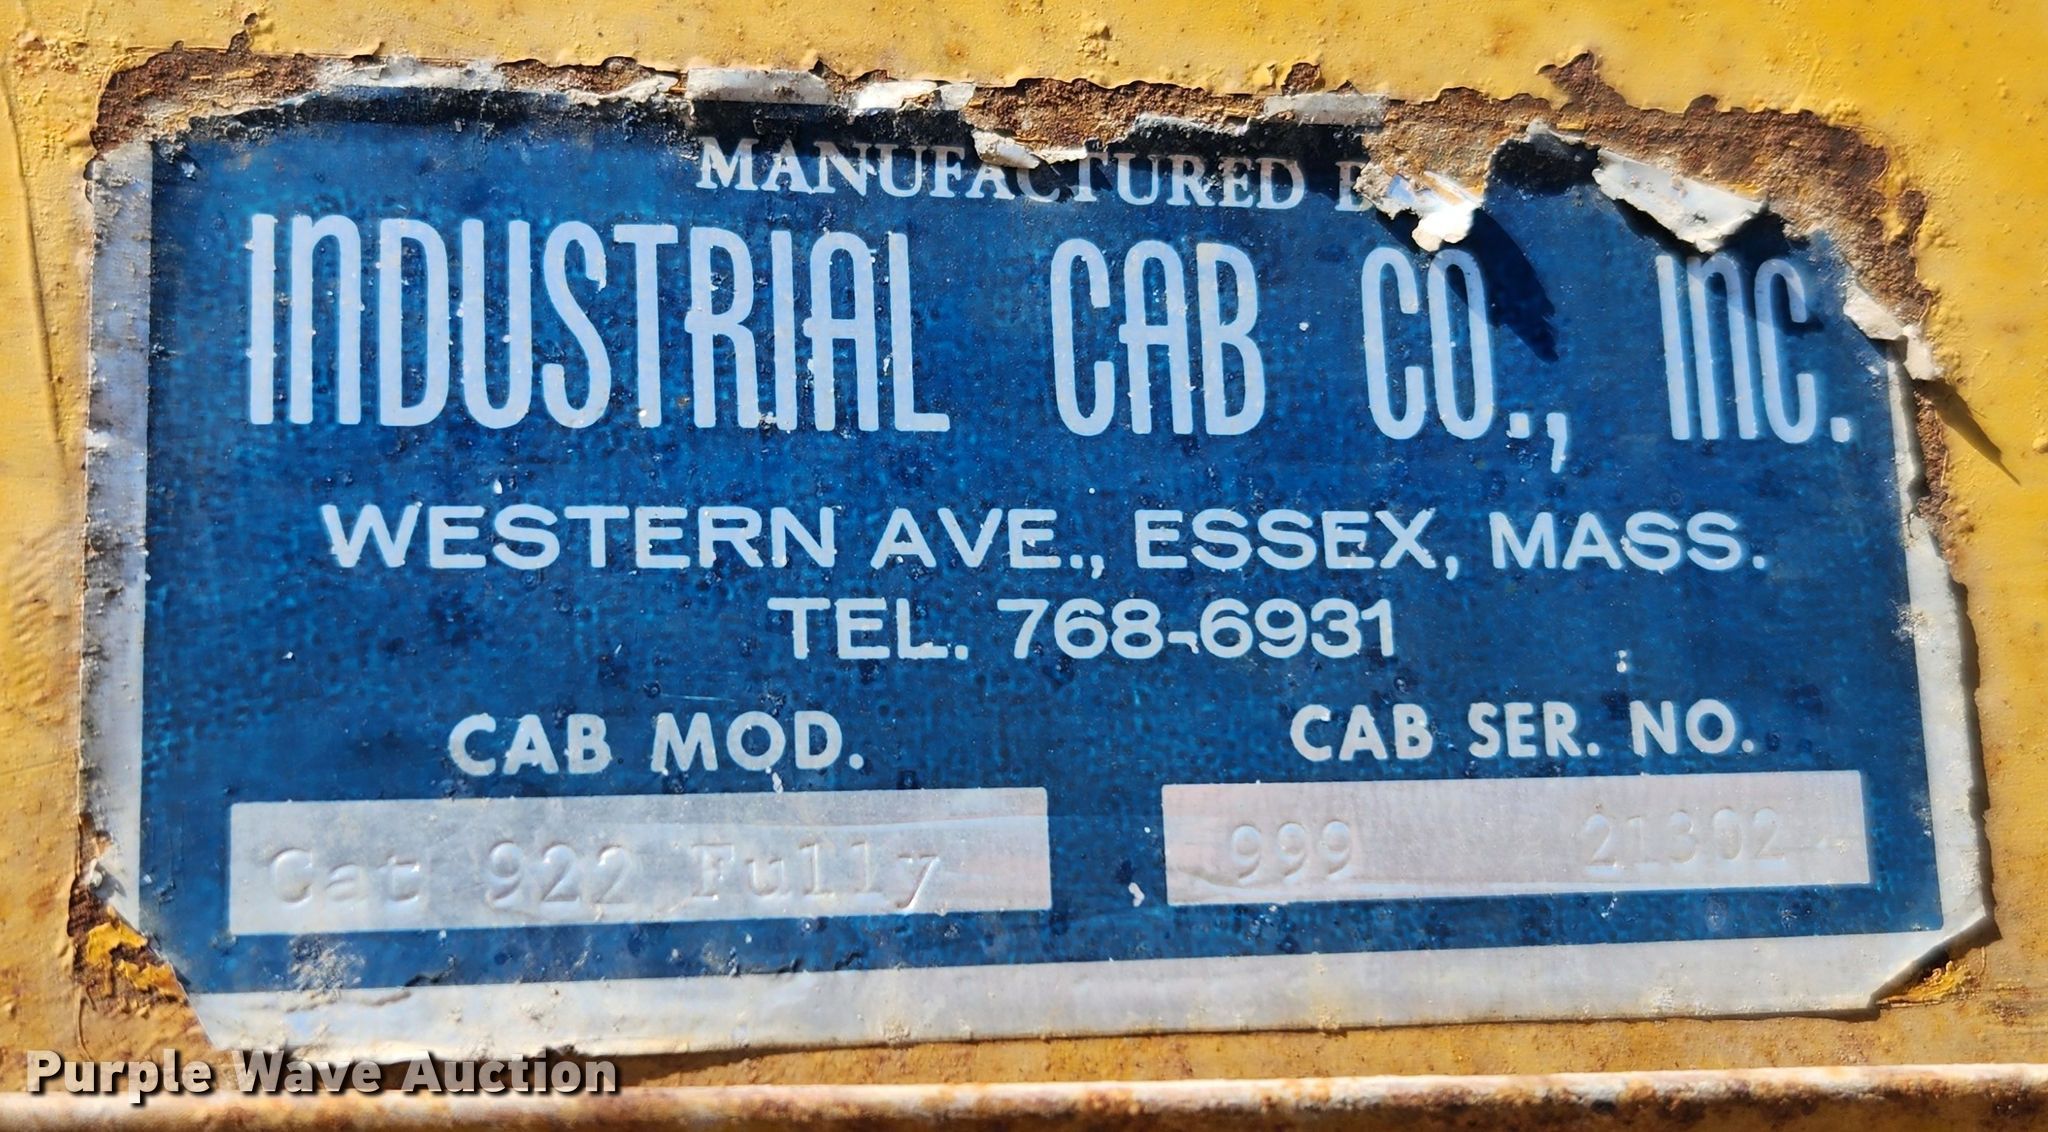 MANUFACTURED
INDUSTRIAL CAB CO., INC.
WESTERN AVE., ESSEX, MASS.
TEL. 768-6931
CAB MOD. CAB SER. NO.
Cat 922 Fully 999 21302
Purple Wave Auction